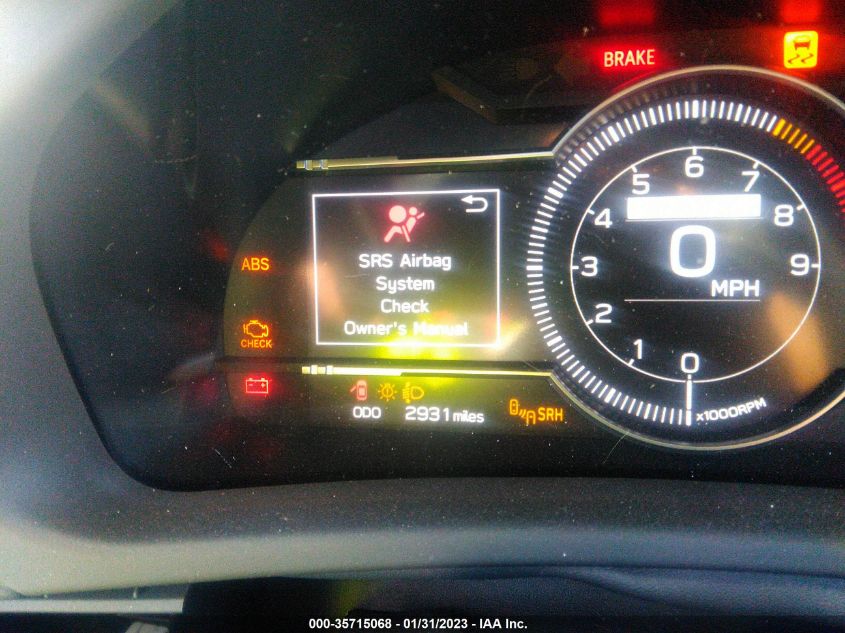 BRAKE
SRS Airbag
System
Check
Owner's Manual
ABS
CHECK
ODO 2931 miles
SRH
0
1
2
3
4
5
6
7
8
9
0
MPH
x1000RPM
000-35715068 - 01/31/2023 - IAA Inc.